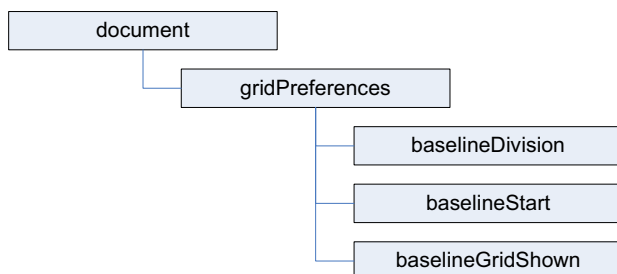 document
gridPreferences
baselineDivision
baselineStart
baselineGridShown